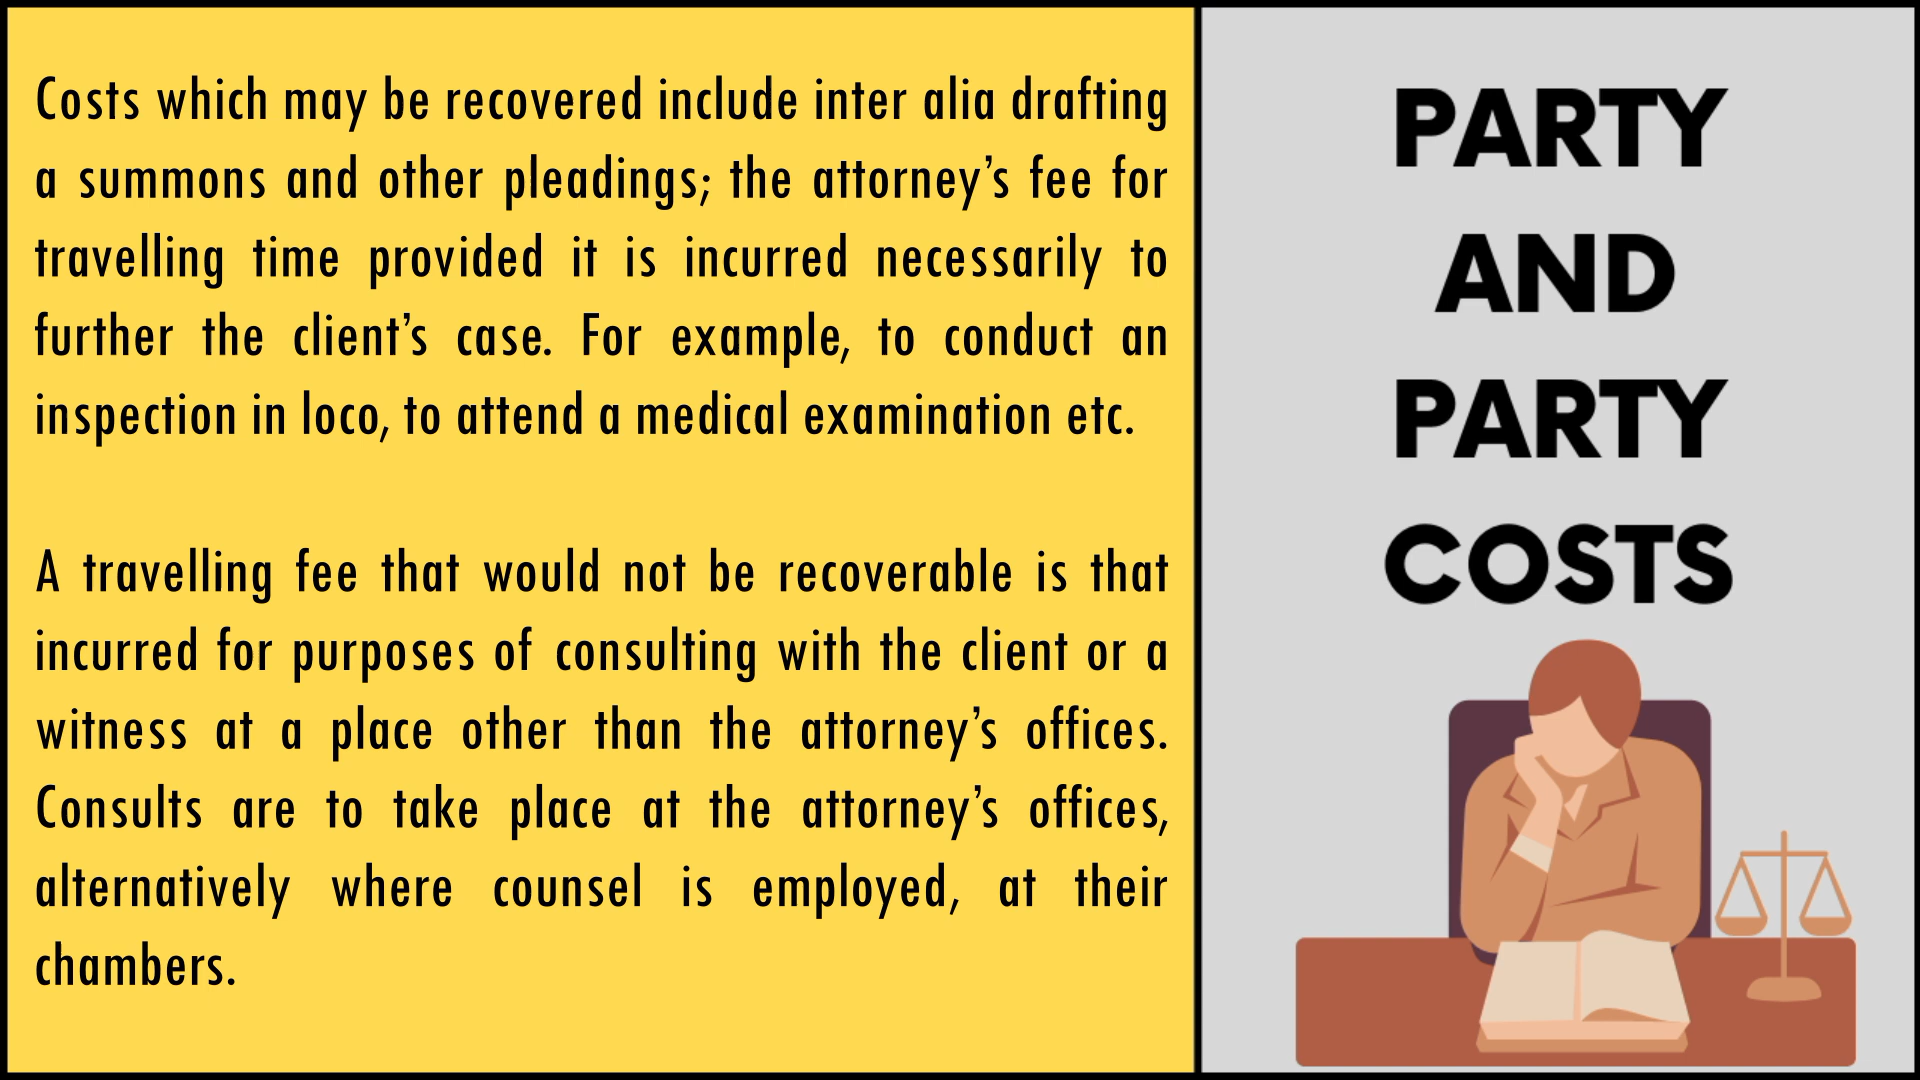 Costs which may be recovered include inter alia drafting
a summons and other pleadings; the attorney’s fee for
travelling time provided it is incurred necessarily to
further the client’s case. For example, to conduct an
inspection in loco, to attend a medical examination etc.
A travelling fee that would not be recoverable is that
incurred for purposes of consulting with the client or a
witness at a place other than the attorney’s offices.
Consults are to take place at the attorney’s offices,
alternatively where counsel is employed, at their
chambers.
PARTY
AND
PARTY
COSTS